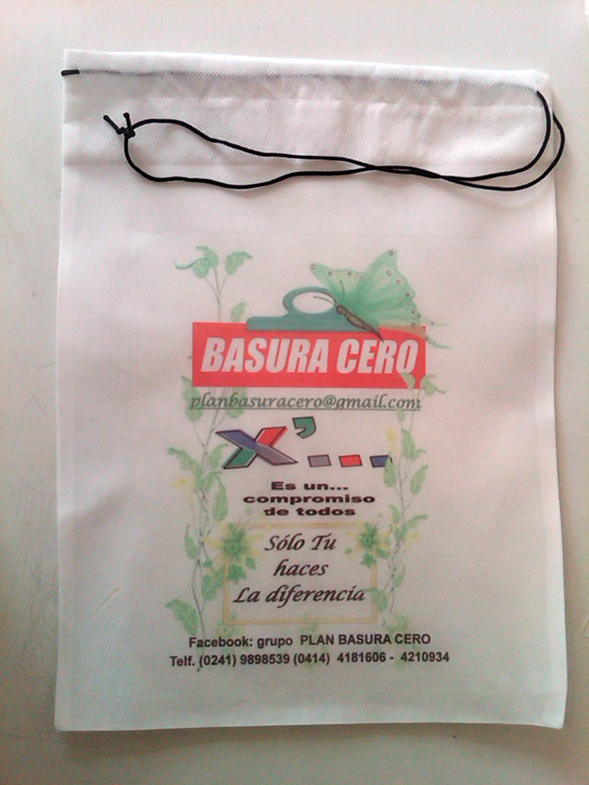 BASURA CERO
planbasuracero@gmail.com
X'...
Es un...
compromiso
de todos
Sólo Tu
haces
La diferencia
Facebook: grupo PLAN BASURA CERO
Telf. (0241) 9898539 (0414) 4181606 - 4210934